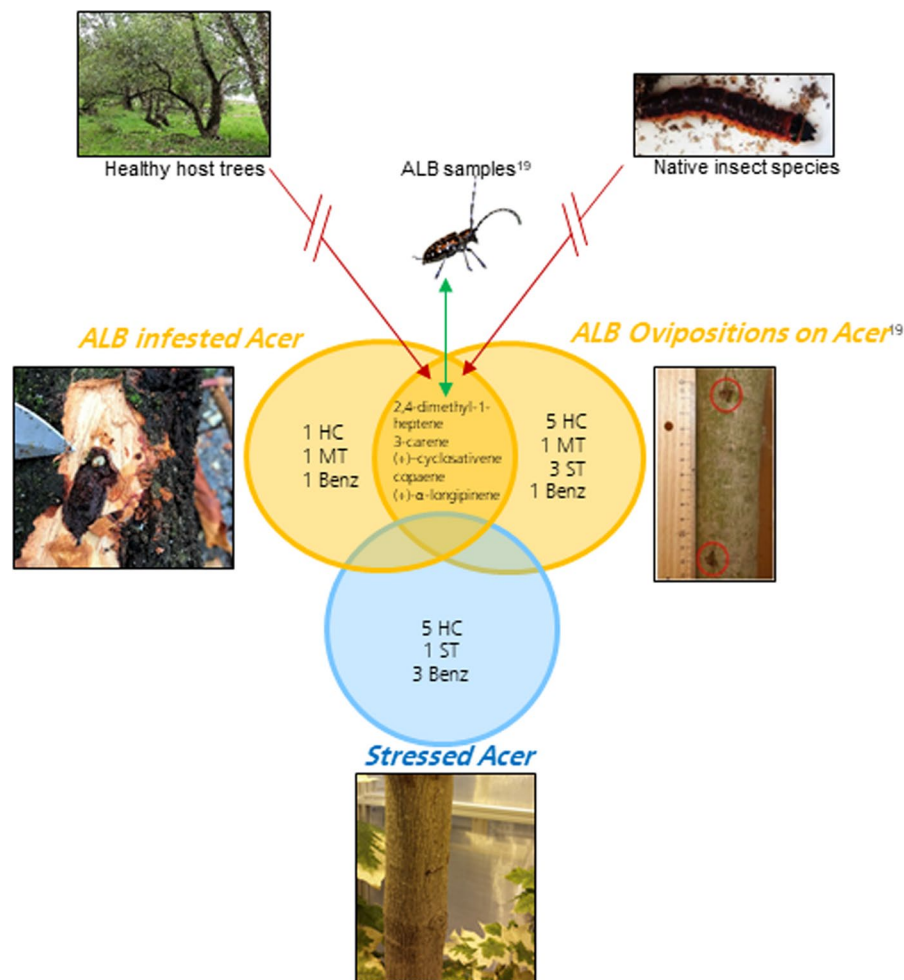 Healthy host trees
ALB samples¹⁹
Native insect species
ALB infested Acer
ALB Ovipositions on Acer¹⁹
1 HC
1 MT
1 Benz
2,4-dimethyl-1-
heptene
3-carene
(+)-cyclosativene
copaene
(+)-α-longipinene
5 HC
1 MT
3 ST
1 Benz
5 HC
1 ST
3 Benz
Stressed Acer